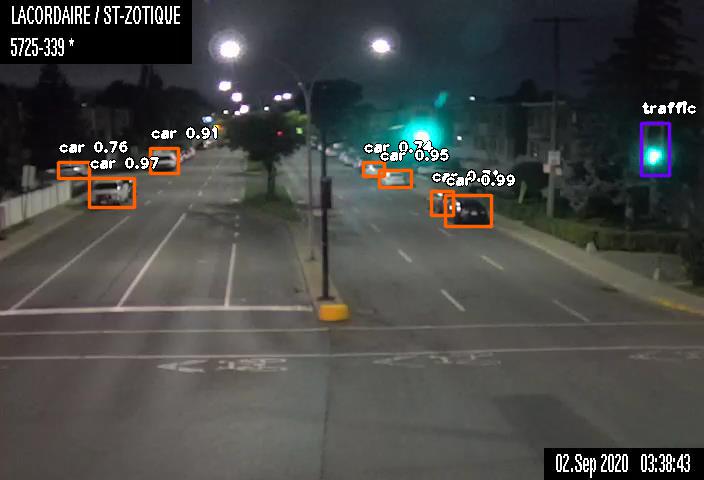 LACORDAIRE / ST-ZOTIQUE
5725-339 *
traffic
car 0.91
car 0.76
car 0.97
car 0.74
car 0.95
car 0.99
02.Sep 2020 03:38:43